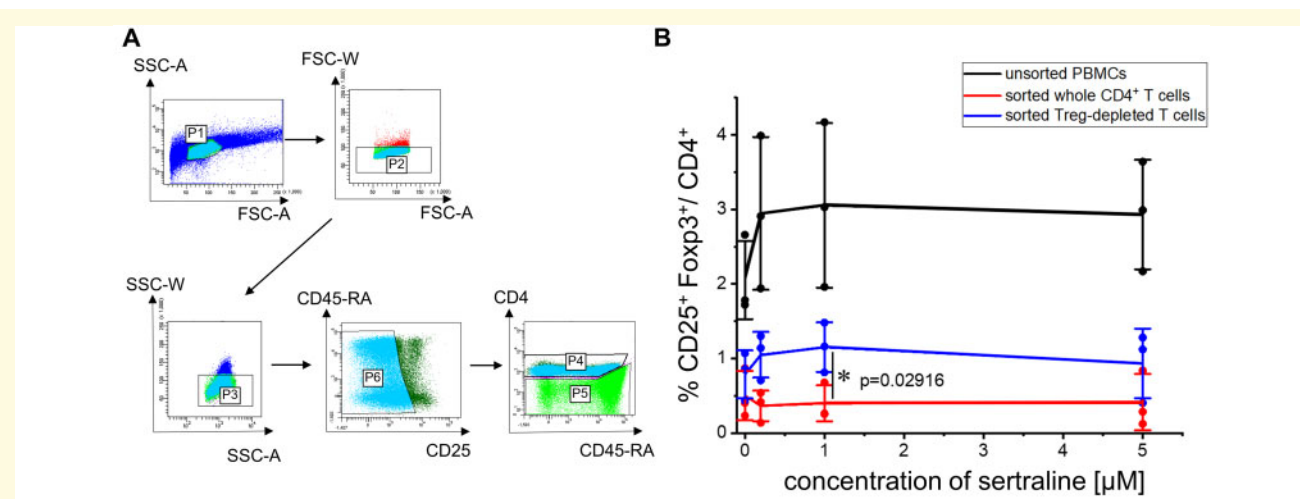 A
SSC-A
P1
FSC-A
FSC-W
P2
FSC-A
SSC-W
P3
SSC-A
CD45-RA
P6
CD25
CD4
P4
P5
CD45-RA
B
unsorted PBMCs
sorted whole CD4⁺ T cells
sorted Treg-depleted T cells
% CD25⁺ Foxp3⁺/ CD4⁺
4
3
2
1
0
* p=0.02916
0 1 2 3 4 5
concentration of sertraline [µM]